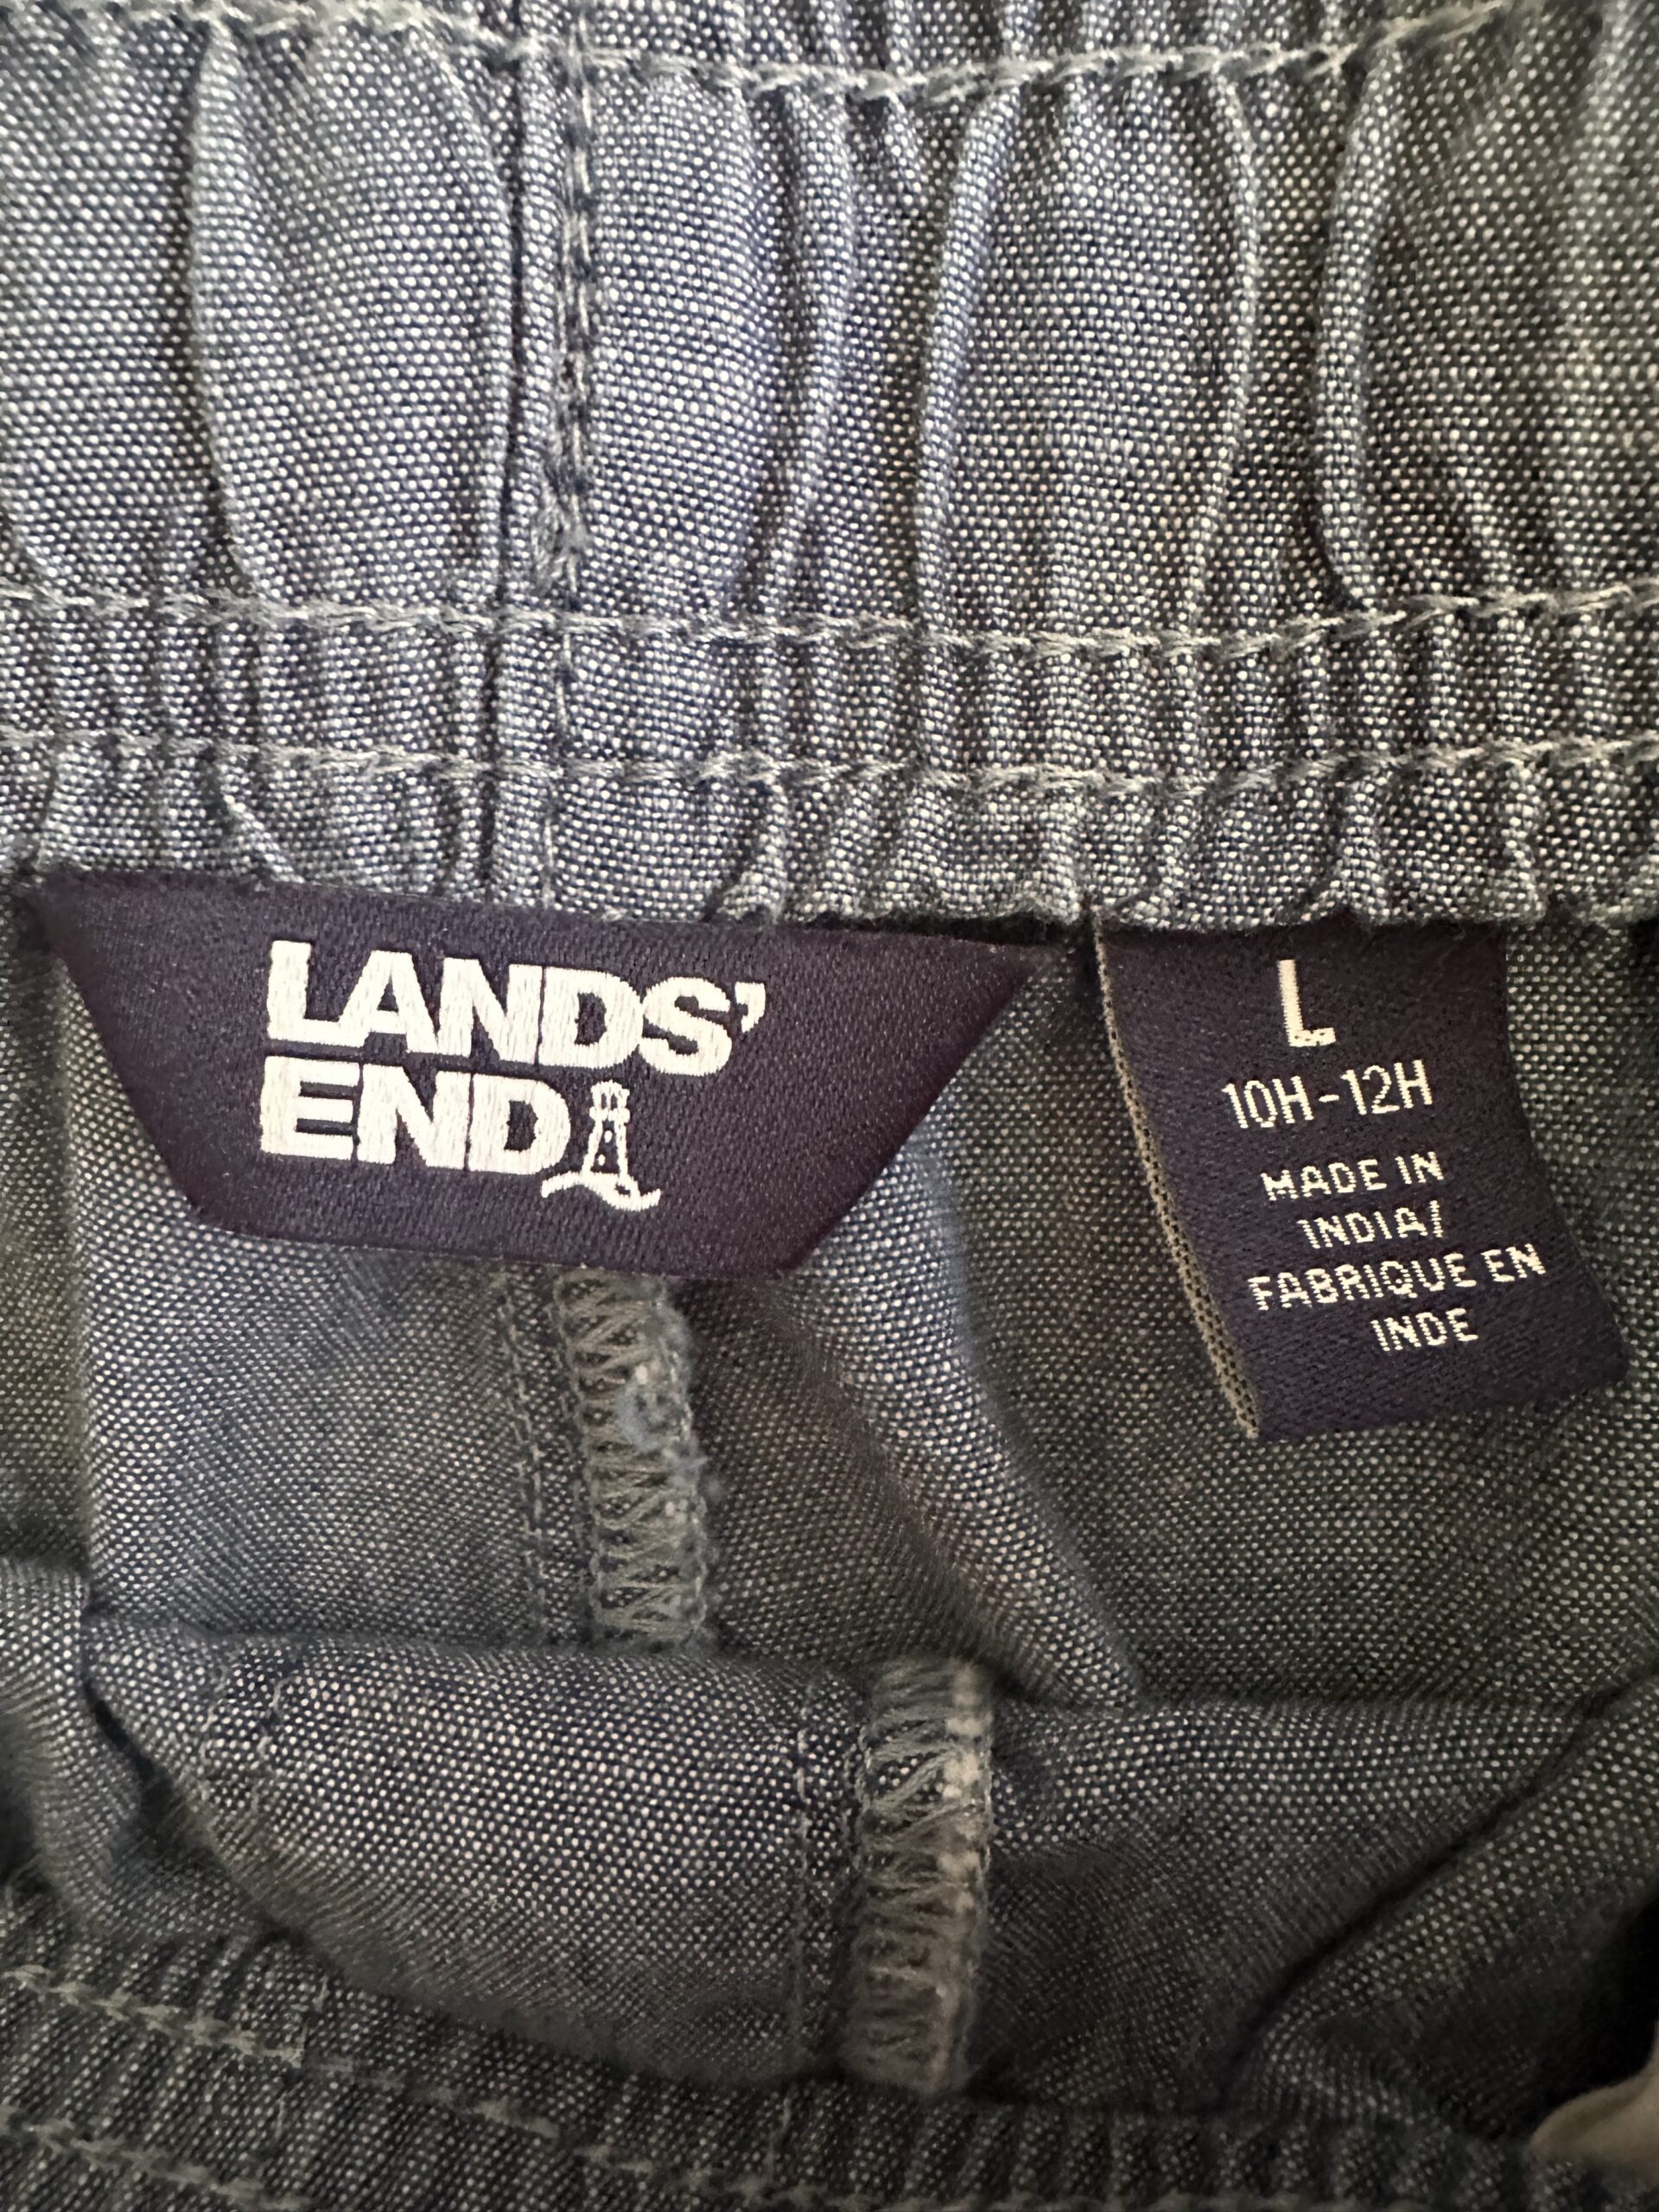 LANDS'
END
L
10H-12H
MADE IN
INDIA/
FABRIQUE EN
INDE